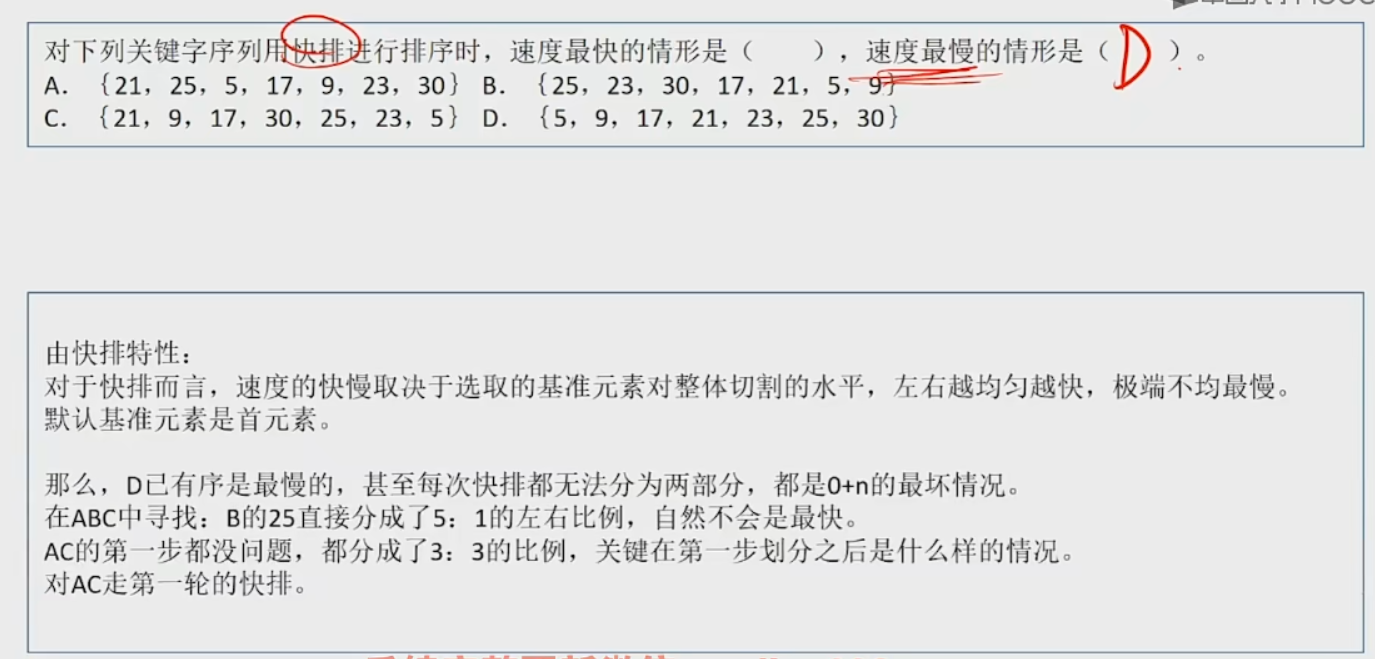 对下列关键字序列用快排进行排序时，速度最快的情形是（    ），速度最慢的情形是（ D ）。
A. {21, 25, 5, 17, 9, 23, 30} B. {25, 23, 30, 17, 21, 5, 9}
C. {21, 9, 17, 30, 25, 23, 5} D. {5, 9, 17, 21, 23, 25, 30}
由快排特性：
对于快排而言，速度的快慢取决于选取的基准元素对整体切割的水平，左右越均匀越快，极端不均最慢。
默认基准元素是首元素。
那么，D已有序是最慢的，甚至每次快排都无法分为两部分，都是0+n的最坏情况。
在ABC中寻找：B的25直接分成了5：1的左右比例，自然不会是最快。
AC的第一步都没问题，都分成了3：3的比例，关键在第一步划分之后是什么样的情况。
对AC走第一轮的快排。